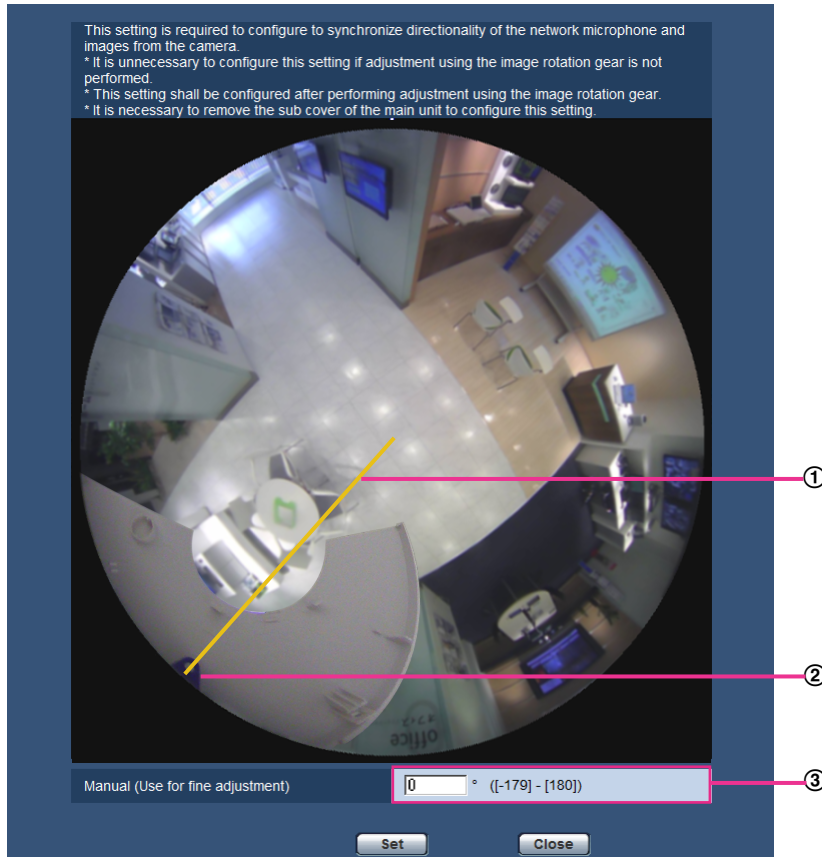 This setting is required to configure to synchronize directionality of the network microphone and
images from the camera.
* It is unnecessary to configure this setting if adjustment using the image rotation gear is not
performed.
* This setting shall be configured after performing adjustment using the image rotation gear.
* It is necessary to remove the sub cover of the main unit to configure this setting.
①
②
office
Manual (Use for fine adjustment) 0 ° ([-179] - [180])
③
Set Close